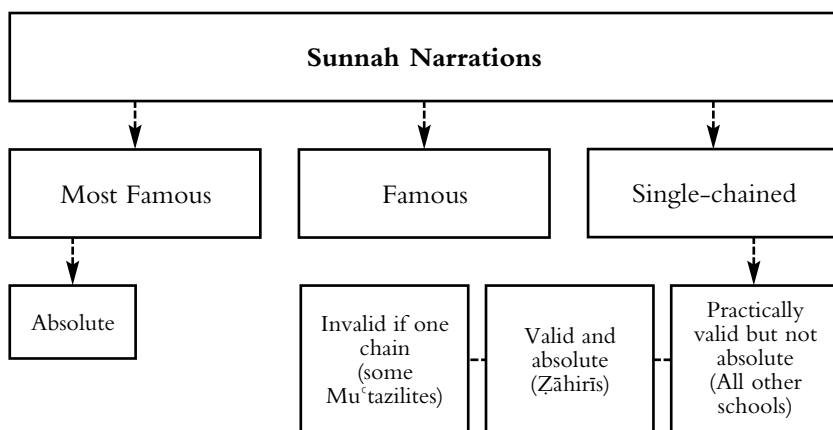 Sunnah Narrations
Most Famous
Famous
Single-chained
Absolute
Invalid if one
chain
(some
Muʿtazilites)
Valid and
absolute
(Ẓāhirīs)
Practically
valid but not
absolute
(All other
schools)